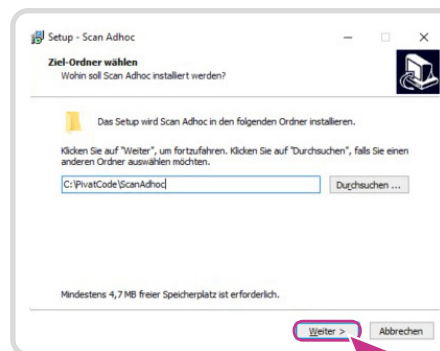 Setup - Scan Adhoc
Ziel-Ordner wählen
Wohin soll Scan Adhoc installiert werden?
Das Setup wird Scan Adhoc in den folgenden Ordner installieren.
Klicken Sie auf "Weiter", um fortzufahren. Klicken Sie auf "Durchsuchen", falls Sie einen
anderen Ordner auswählen möchten.
C:\PivatCode\ScanAdhoc
Durchsuchen ...
Mindestens 4,7 MB freier Speicherplatz ist erforderlich.
Weiter >
Abbrechen